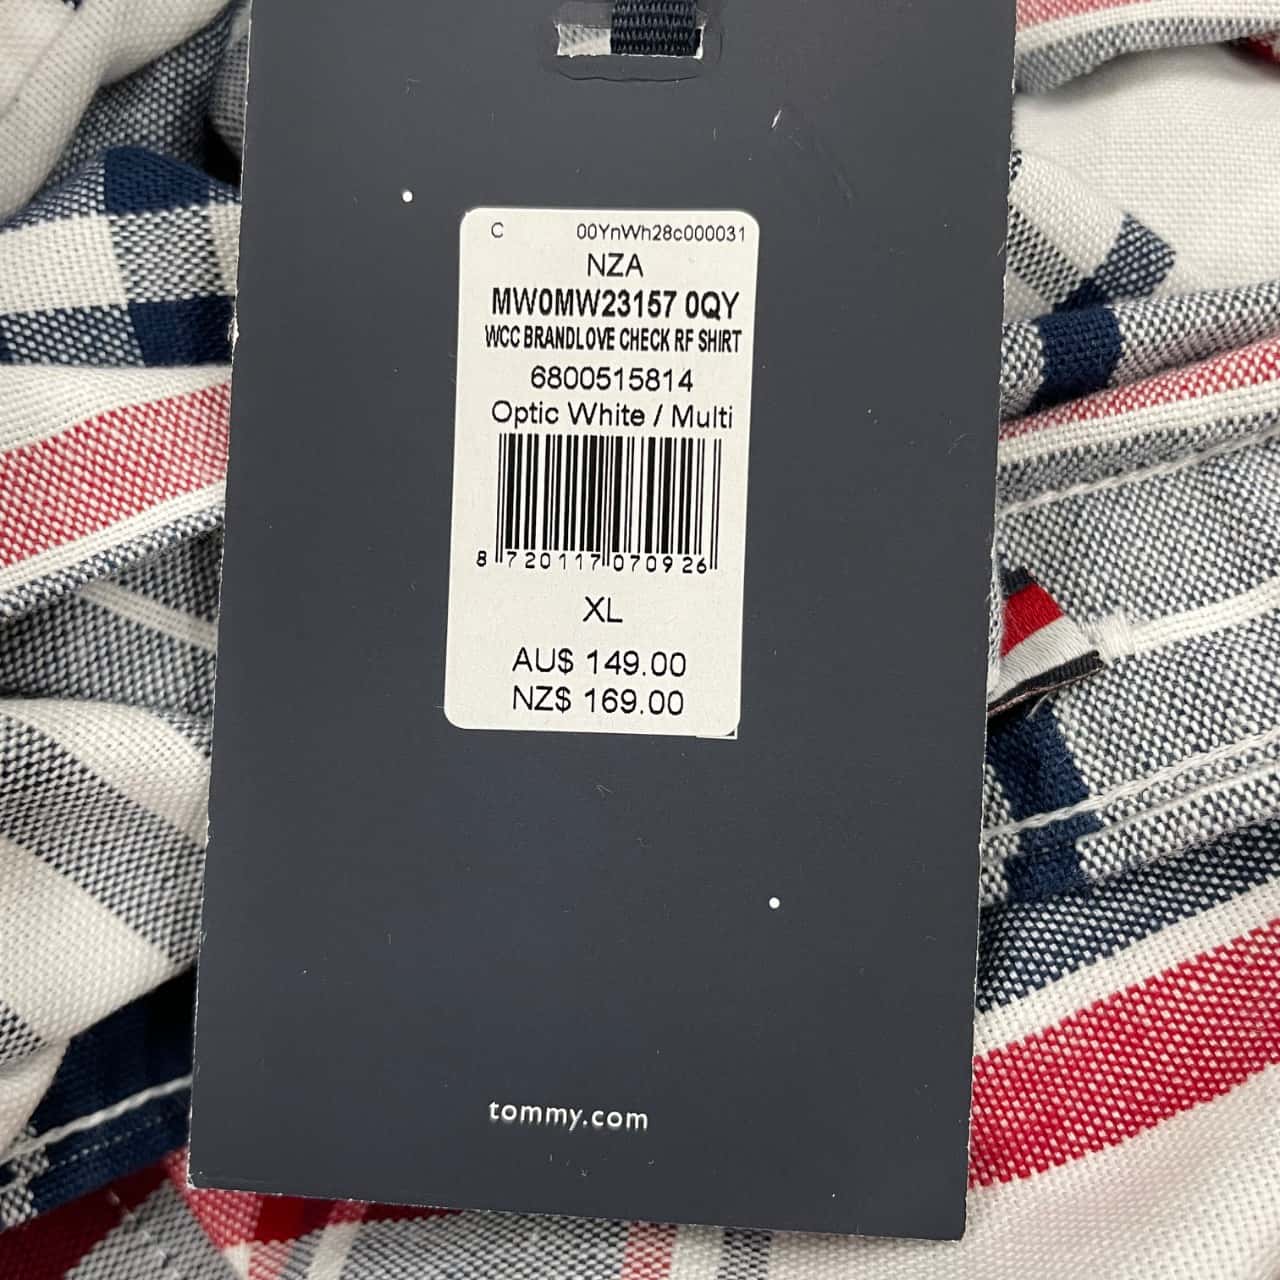 C 00YnWh28c000031
NZA
MW0MW23157 0QY
WCC BRANDLOVE CHECK RF SHIRT
6800515814
Optic White / Multi
8 720117 070926
XL
AU$ 149.00
NZ$ 169.00
tommy.com